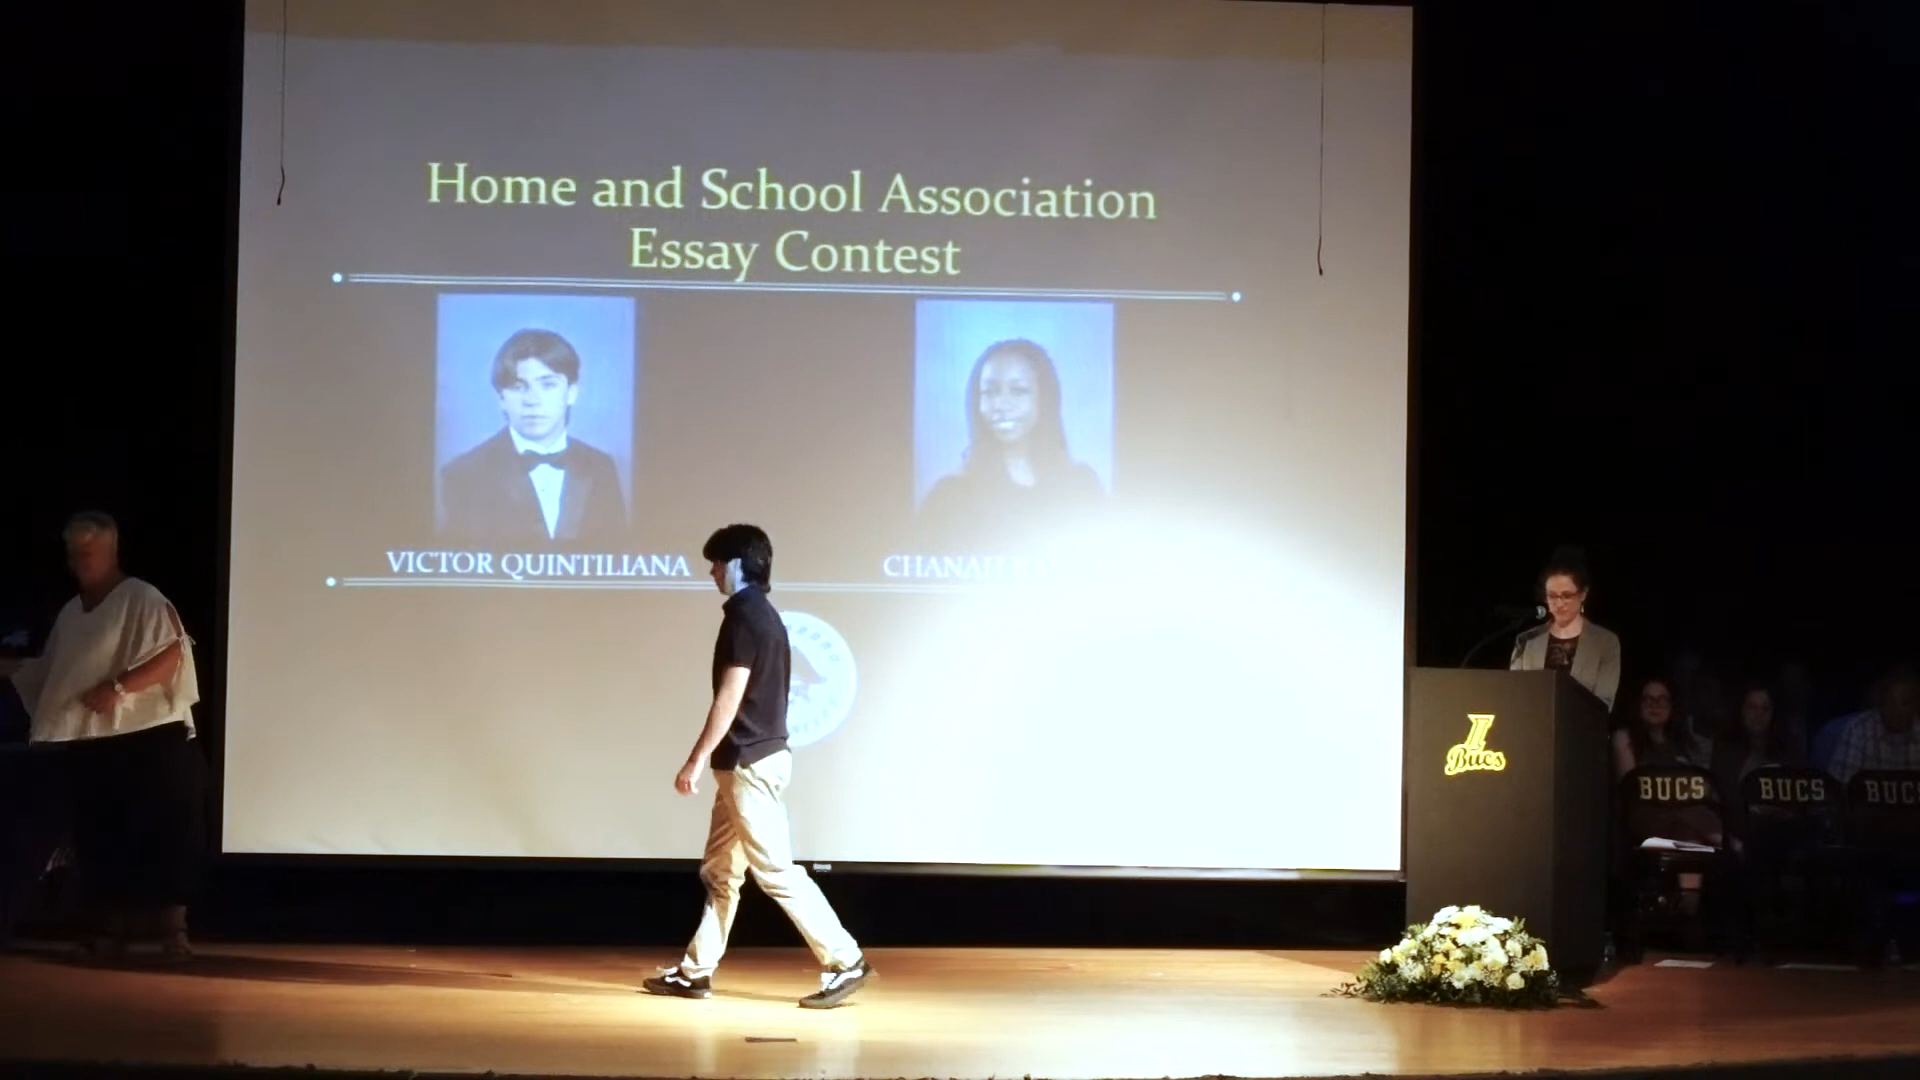 Home and School Association
Essay Contest
VICTOR QUINTILIANA
Bucs
BUCS
BUCS
BUCS